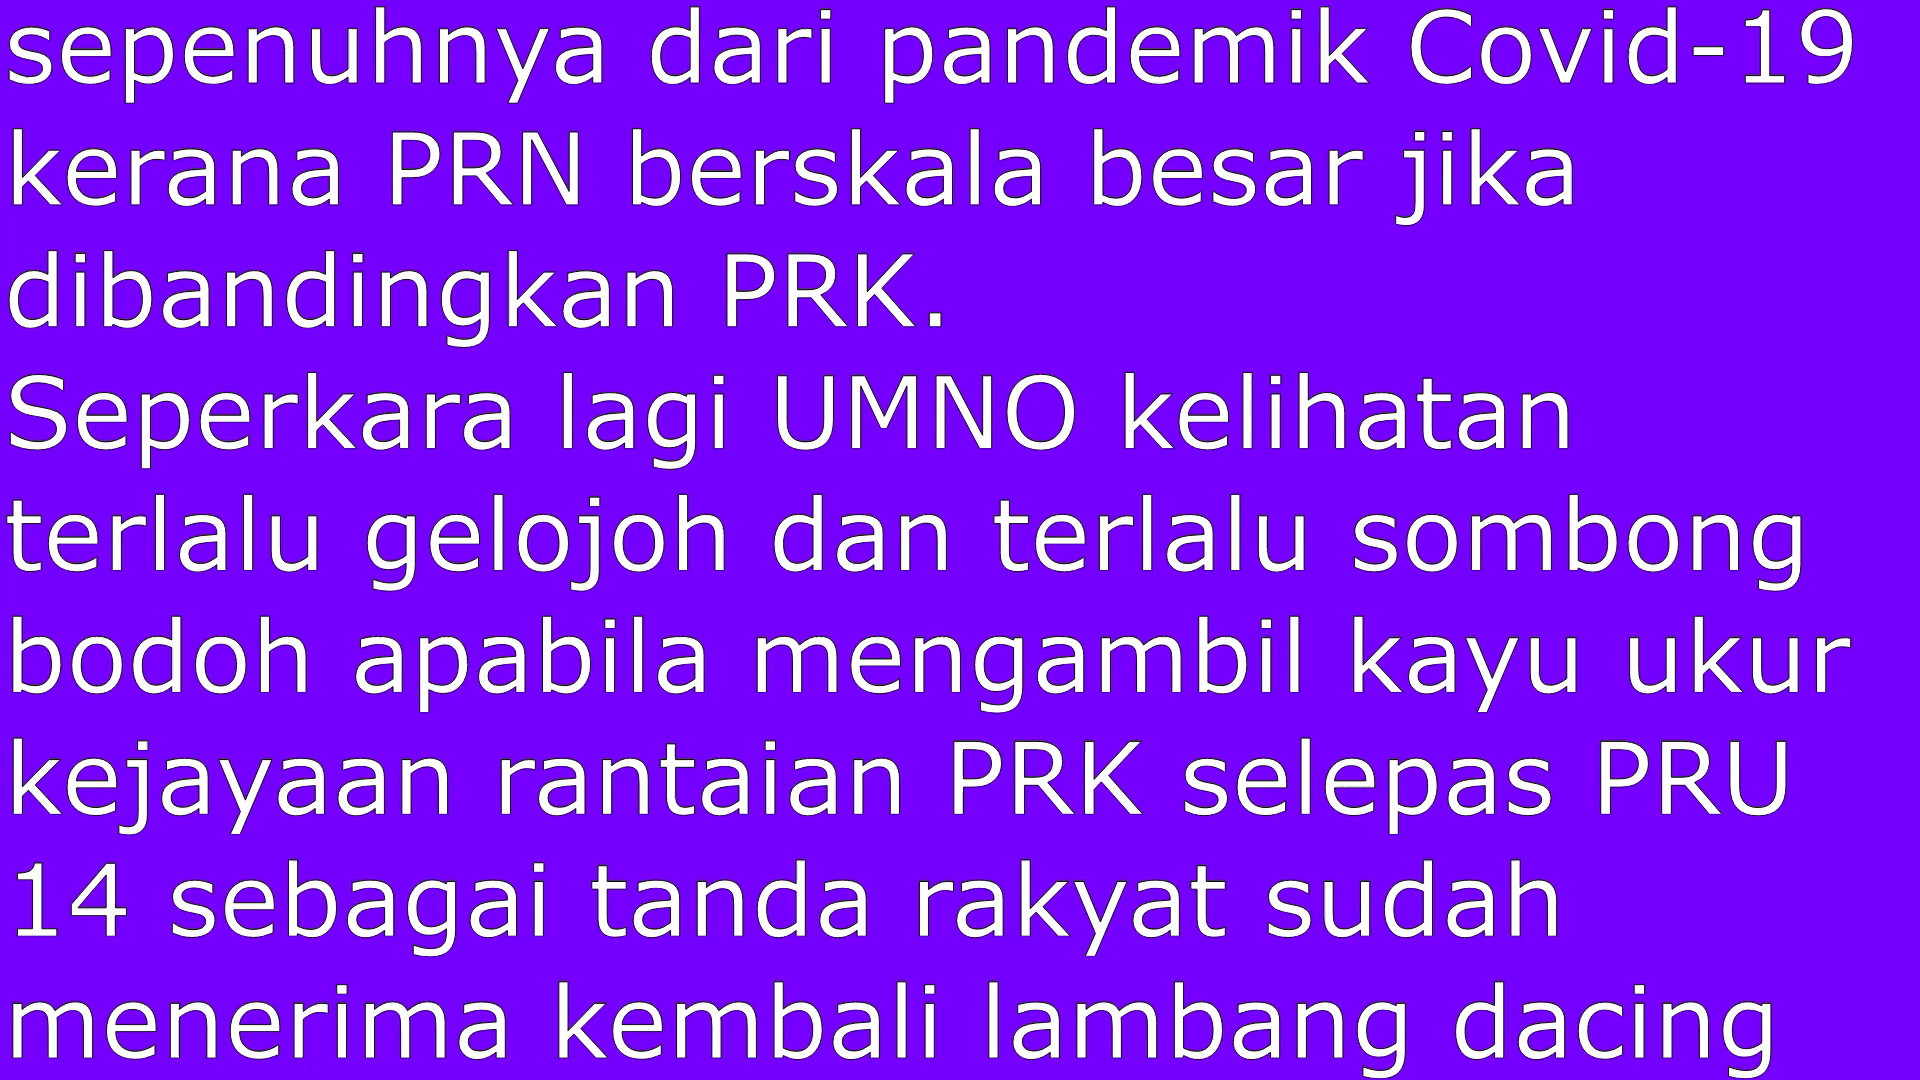 sepenuhnya dari pandemik Covid-19
kerana PRN berskala besar jika
dibandingkan PRK.
Seperkara lagi UMNO kelihatan
terlalu gelojoh dan terlalu sombong
bodoh apabila mengambil kayu ukur
kejayaan rantaian PRK selepas PRU
14 sebagai tanda rakyat sudah
menerima kembali lambang dacing